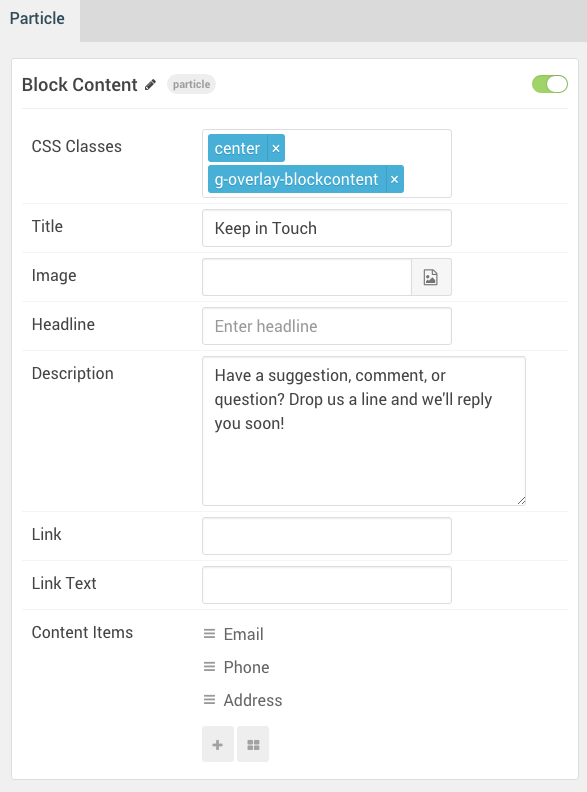 Particle
Block Content particle
CSS Classes
center ×
g-overlay-blockcontent ×
Title
Keep in Touch
Image
Headline
Enter headline
Description
Have a suggestion, comment, or
question? Drop us a line and we'll reply
you soon!
Link
Link Text
Content Items
Email
Phone
Address